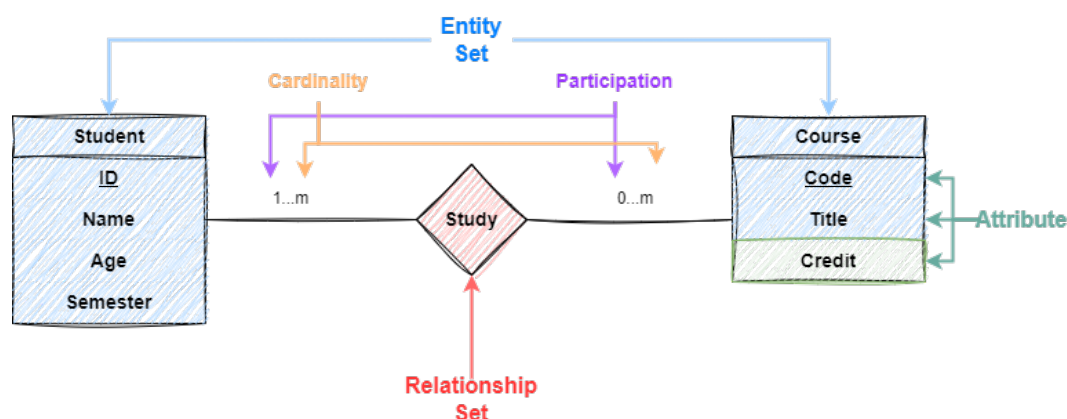 Entity
Set
Cardinality
Participation
Student
Course
ID
Code
1...m
0...m
Name
Study
Title
Attribute
Age
Credit
Semester
Relationship
Set